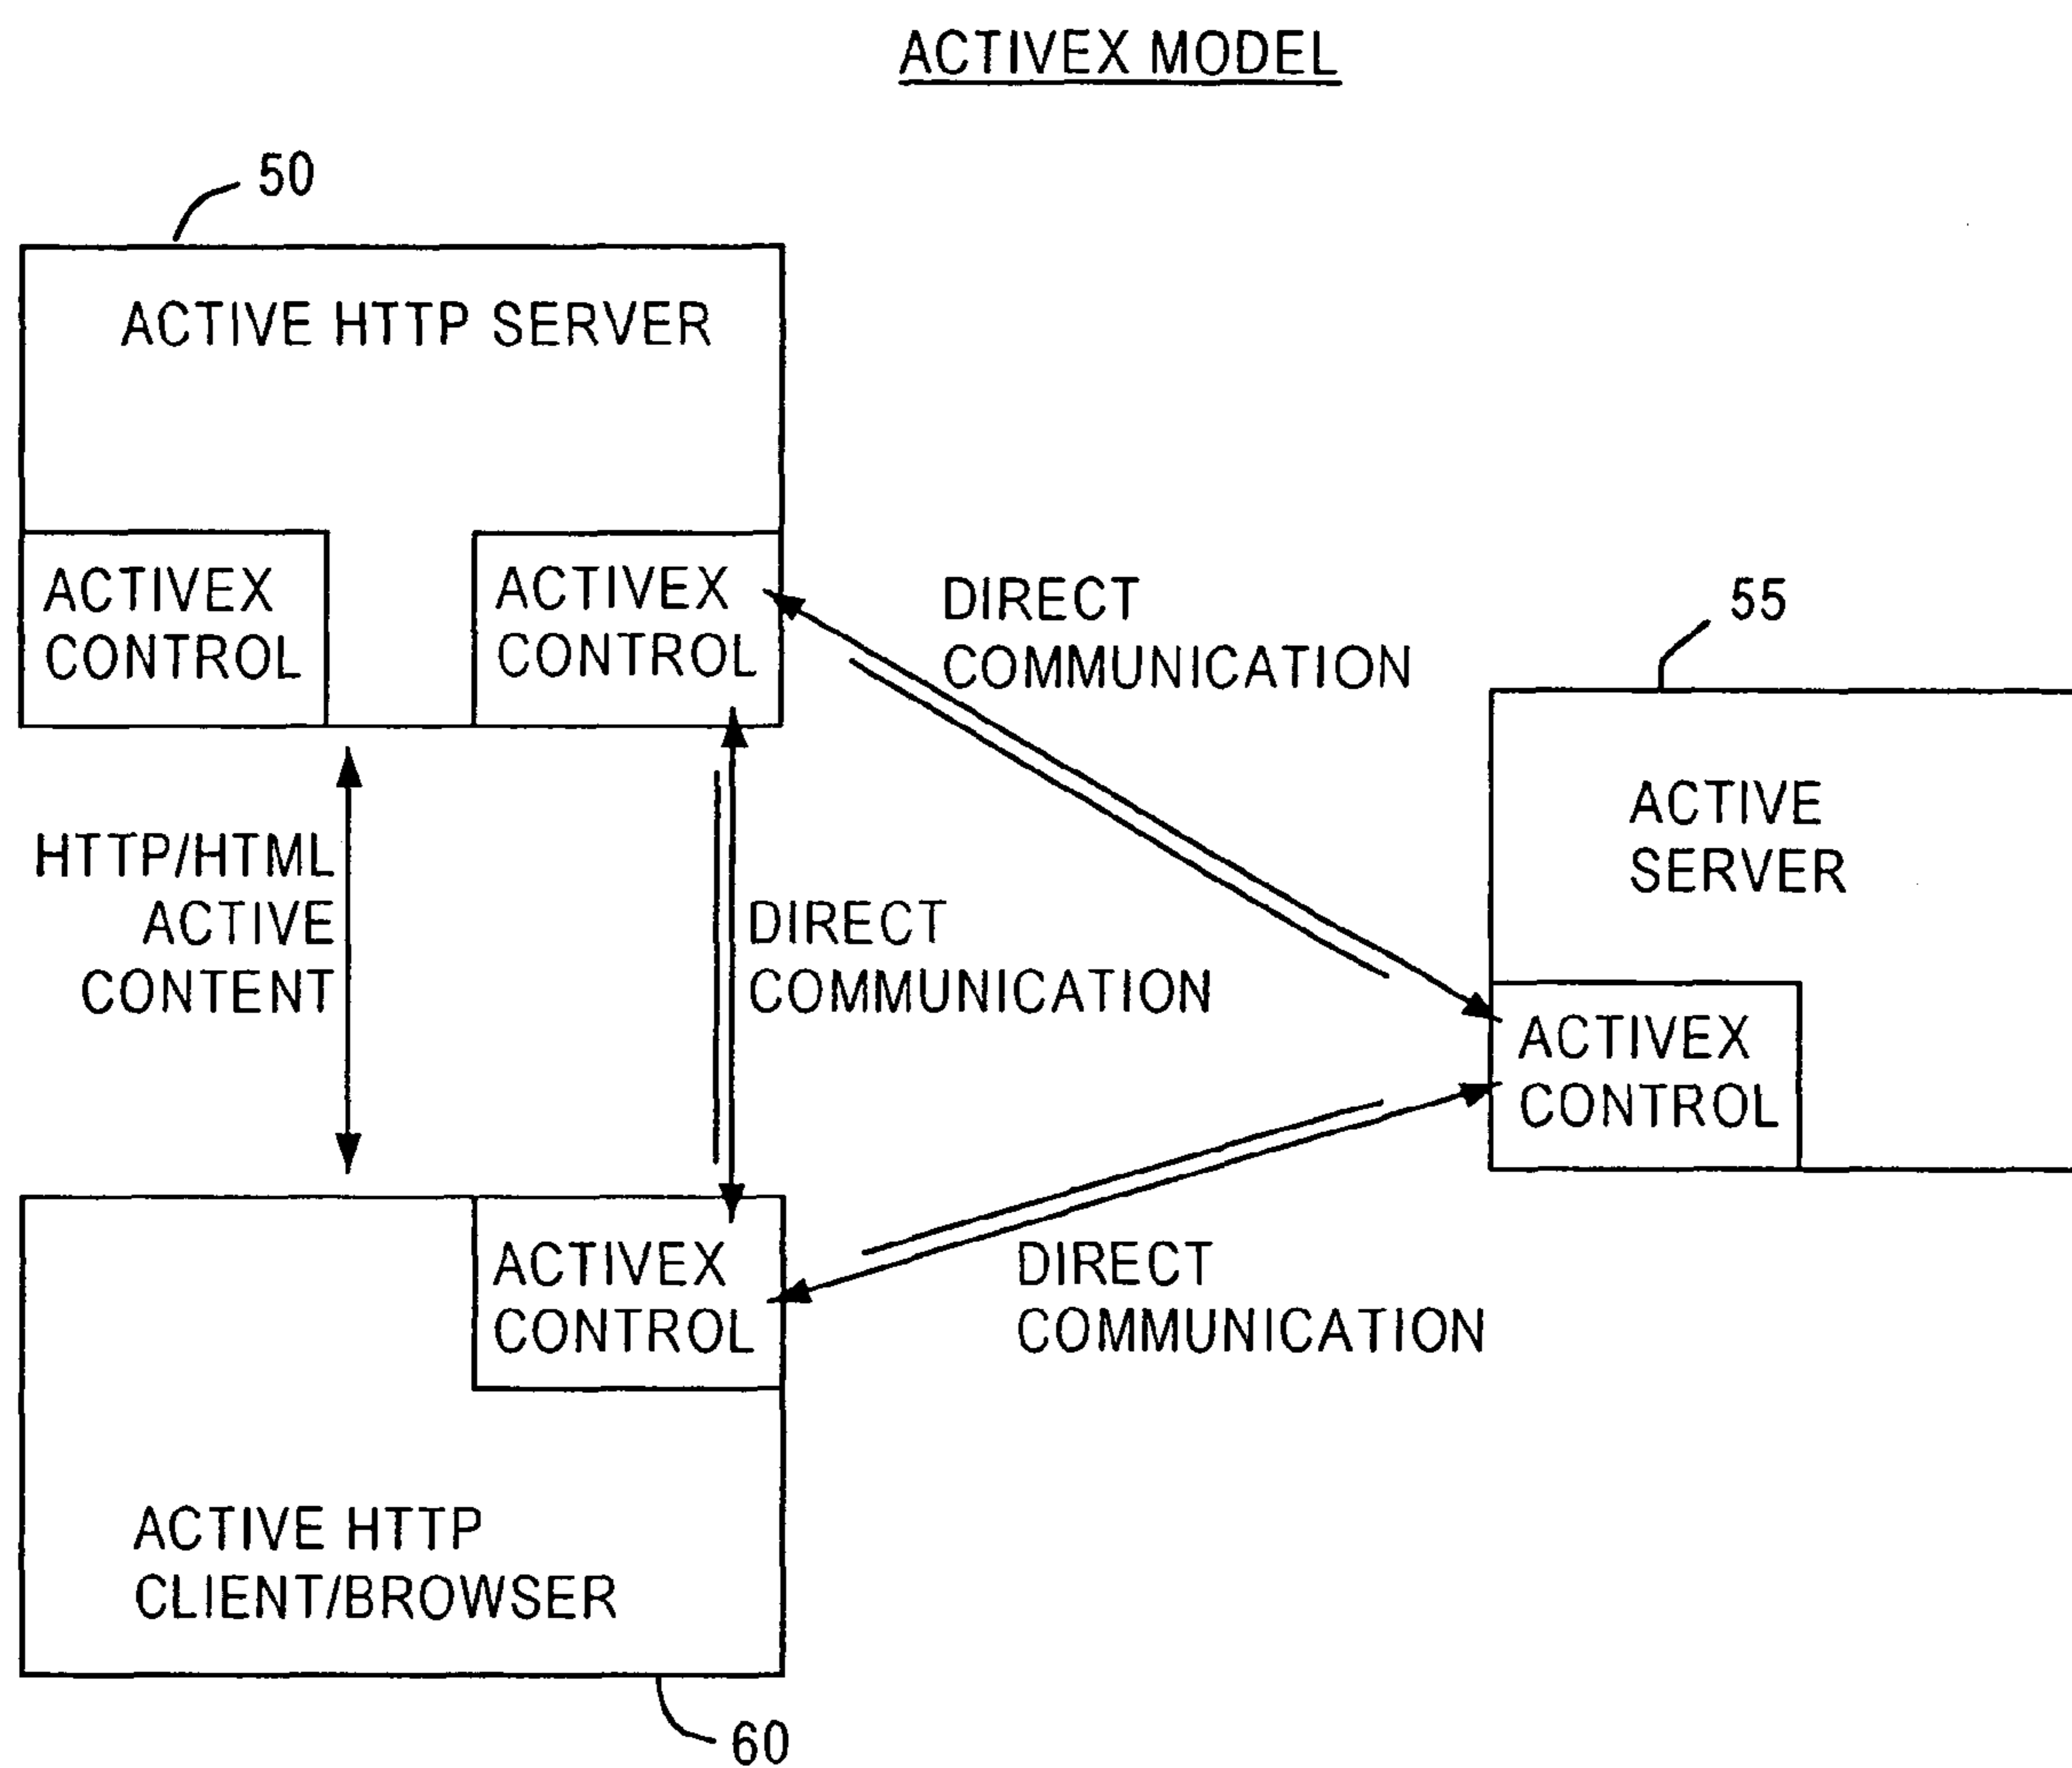 ACTIVEX MODEL
50
ACTIVE HTTP SERVER
ACTIVEX
CONTROL
ACTIVEX
CONTROL
DIRECT
COMMUNICATION
55
ACTIVE
SERVER
HTTP/HTML
ACTIVE
CONTENT
DIRECT
COMMUNICATION
ACTIVEX
CONTROL
ACTIVEX
CONTROL
DIRECT
COMMUNICATION
ACTIVE HTTP
CLIENT/BROWSER
60